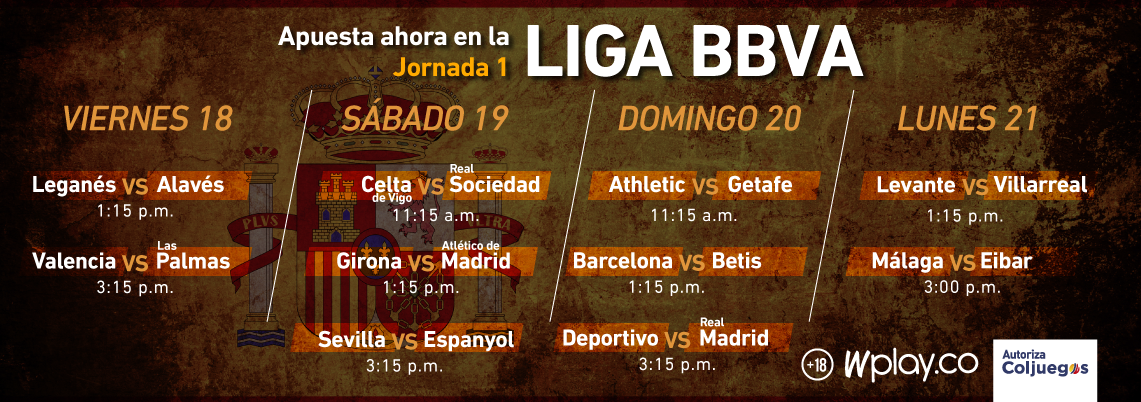 Apuesta ahora en la
Jornada 1
LIGA BBVA
VIERNES 18
Leganés VS Alavés
1:15 p.m.
Valencia VS Las Palmas
3:15 p.m.
SÁBADO 19
Celta de Vigo VS Real Sociedad
11:15 a.m.
Girona VS Atlético de Madrid
1:15 p.m.
Sevilla VS Espanyol
3:15 p.m.
DOMINGO 20
Athletic VS Getafe
11:15 a.m.
Barcelona VS Betis
1:15 p.m.
Deportivo VS Real Madrid
3:15 p.m.
LUNES 21
Levante VS Villarreal
1:15 p.m.
Málaga VS Eibar
3:00 p.m.
PLVS
TRA
+18
Wplay.co
Autoriza
Coljuegos